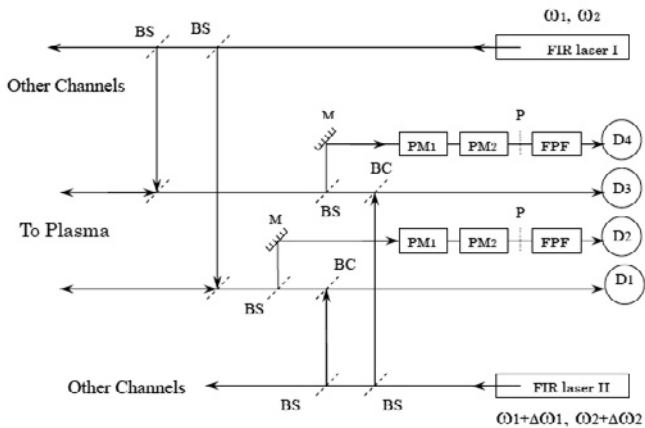 ω1, ω2
BS BS
FIR laser I
Other Channels
M P
PM1 PM2 FPF D4
BC
D3
BS
To Plasma M P
PM1 PM2 FPF D2
BC
D1
BS
Other Channels
FIR laser II
BS BS
ω1+Δω1, ω2+Δω2